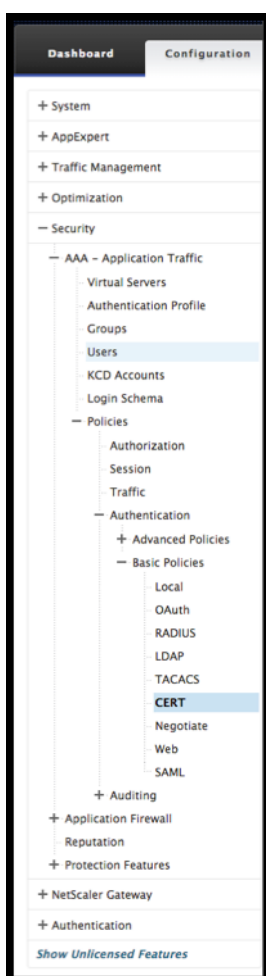 Dashboard Configuration
+ System
+ AppExpert
+ Traffic Management
+ Optimization
− Security
− AAA – Application Traffic
Virtual Servers
Authentication Profile
Groups
Users
KCD Accounts
Login Schema
− Policies
Authorization
Session
Traffic
− Authentication
+ Advanced Policies
− Basic Policies
Local
OAuth
RADIUS
LDAP
TACACS
CERT
Negotiate
Web
SAML
+ Auditing
+ Application Firewall
Reputation
+ Protection Features
+ NetScaler Gateway
+ Authentication
Show Unlicensed Features